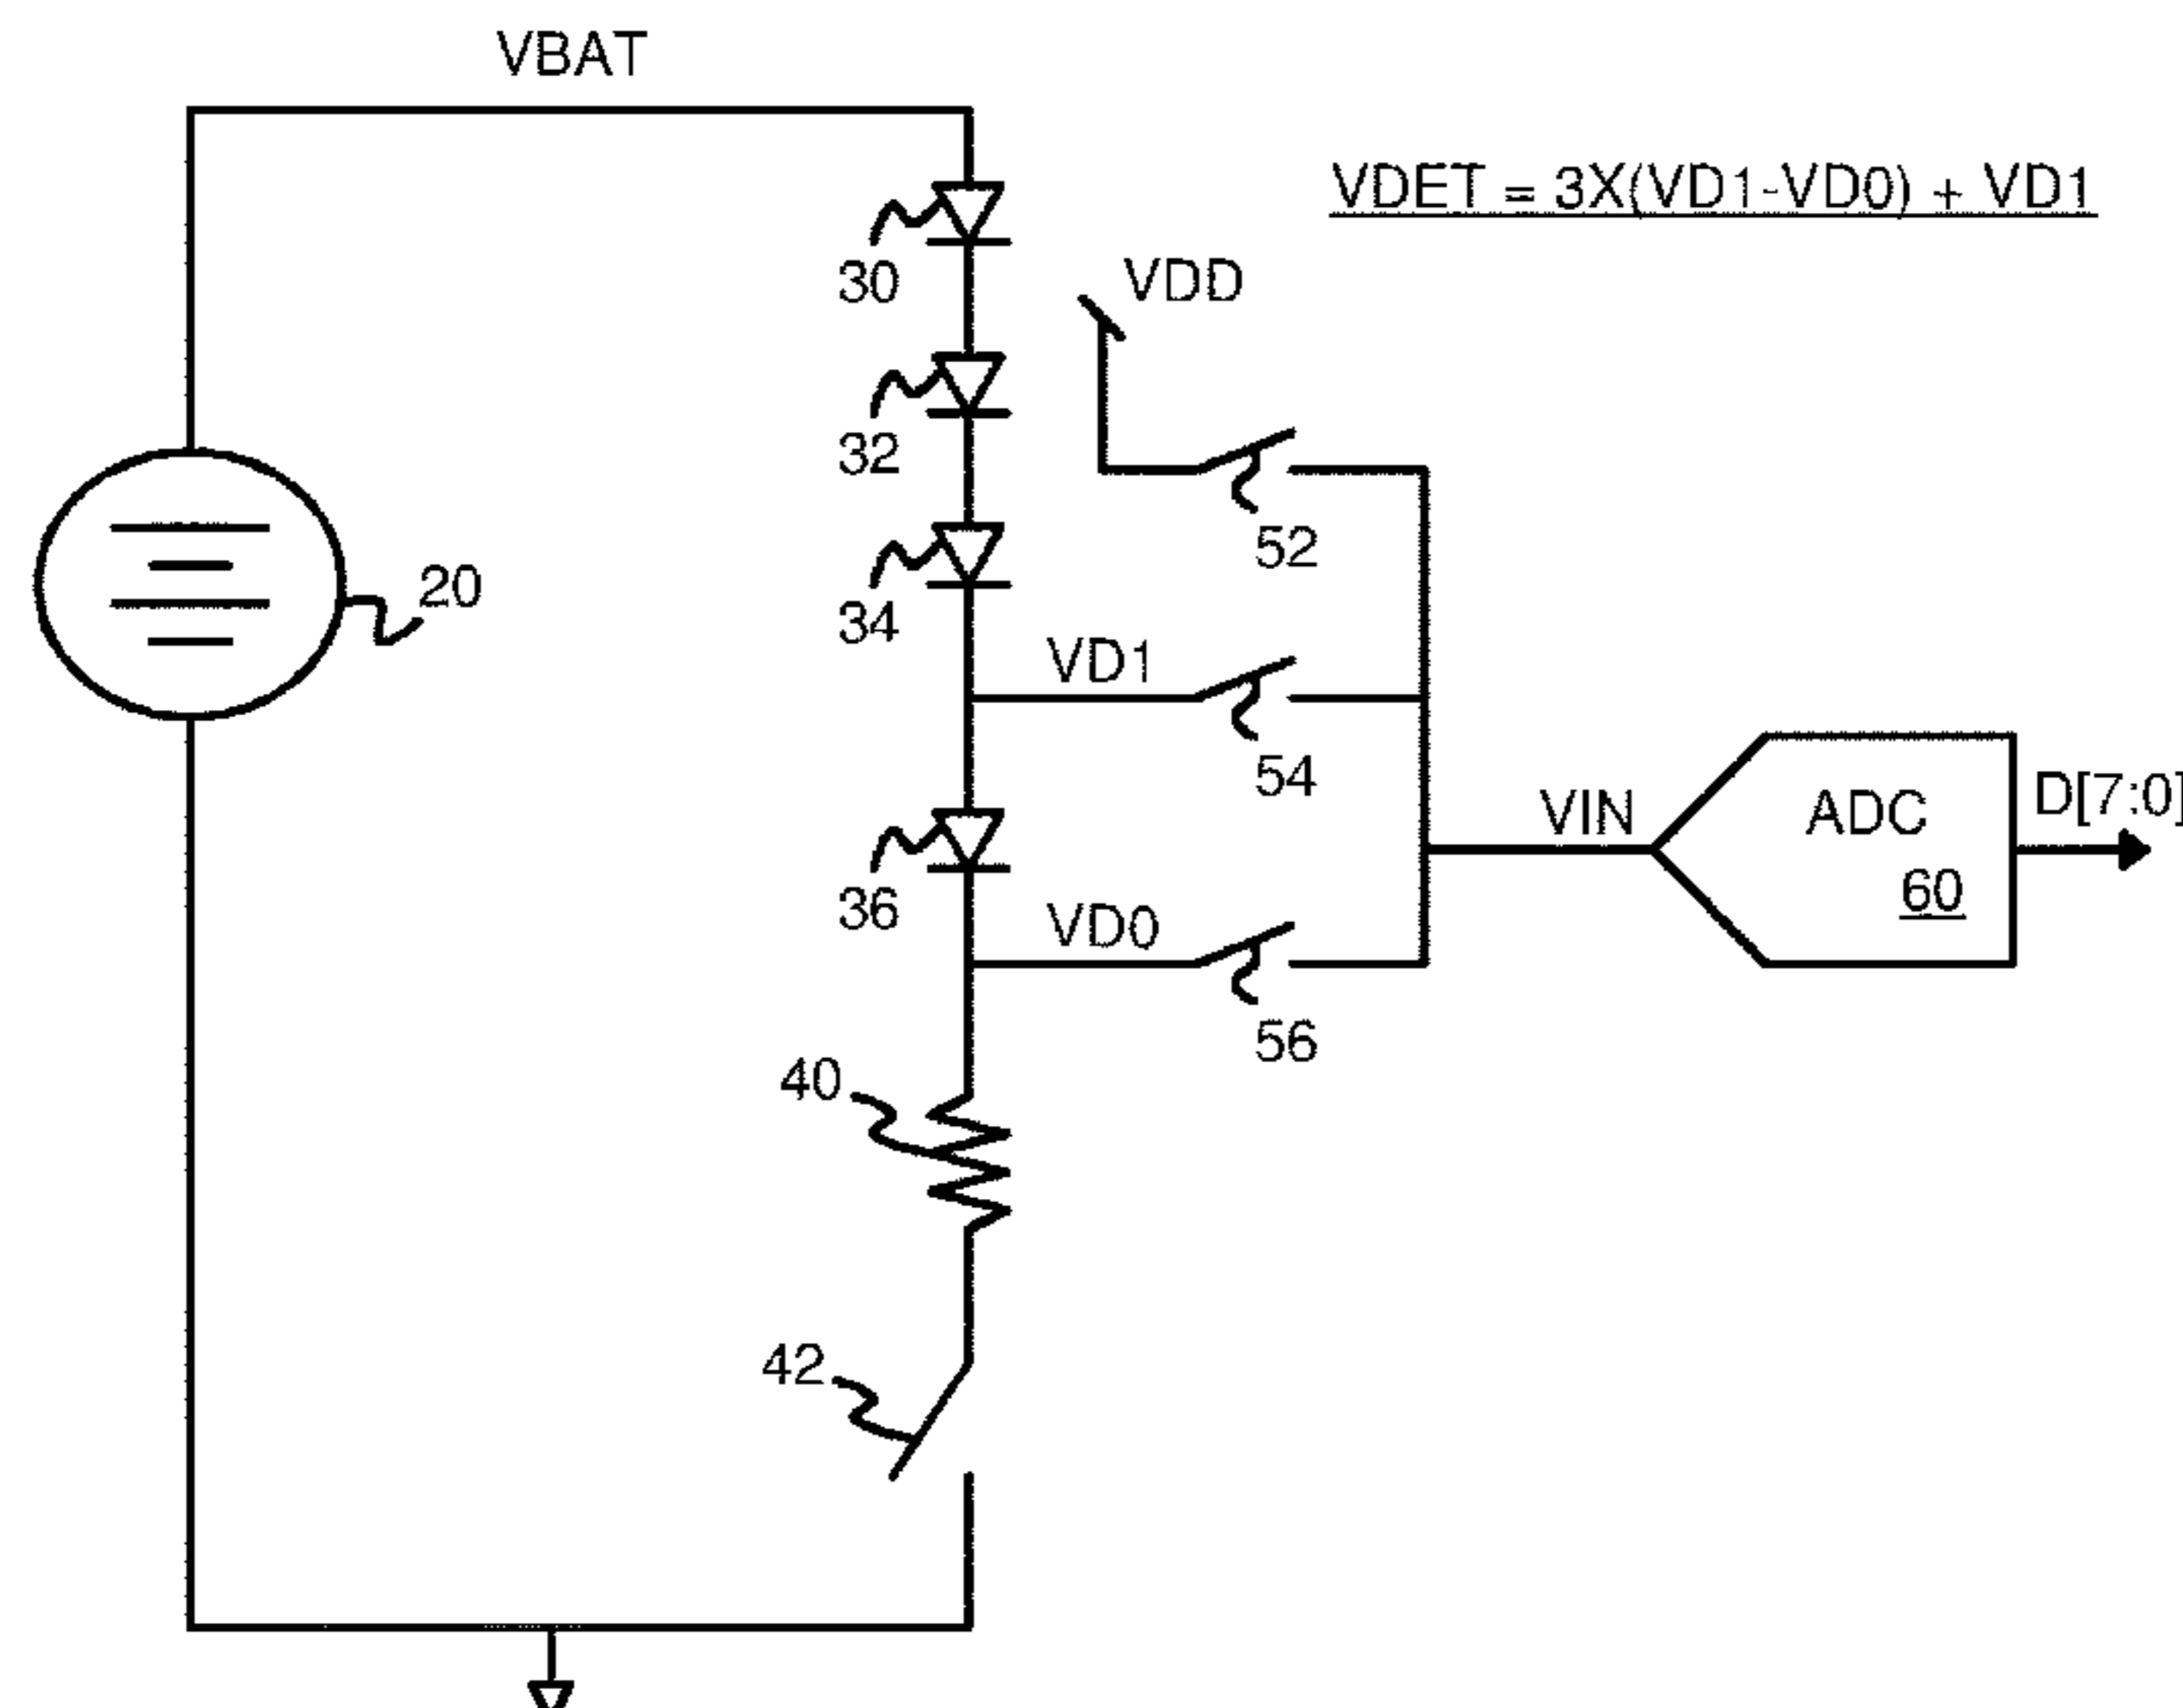 VBAT
VDET = 3X(VD1-VD0) + VD1
30
VDD
32
52
20
34
VD1
54
VIN
ADC
D[7:0]
60
36
VD0
56
40
42